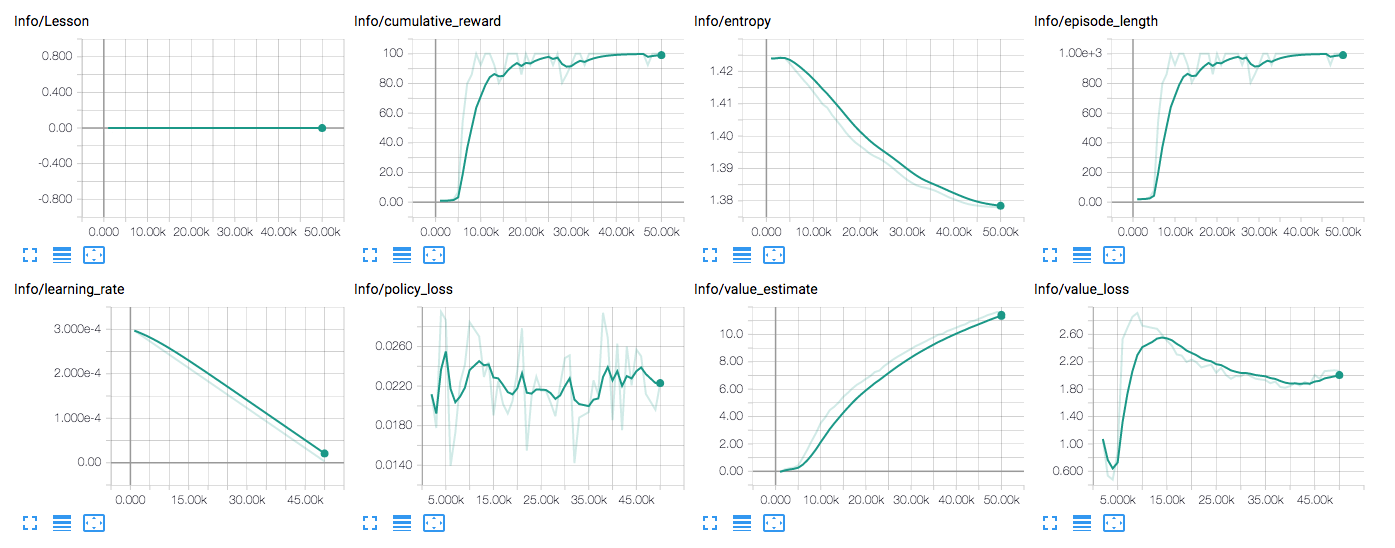 Info/Lesson
0.800
0.400
0.00
-0.400
-0.800
0.000 10.00k 20.00k 30.00k 40.00k 50.00k
Info/cumulative_reward
100
80.0
60.0
40.0
20.0
0.00
0.000 10.00k 20.00k 30.00k 40.00k 50.00k
Info/entropy
1.42
1.41
1.40
1.39
1.38
0.000 10.00k 20.00k 30.00k 40.00k 50.00k
Info/episode_length
1.00e+3
800
600
400
200
0.00
0.000 10.00k 20.00k 30.00k 40.00k 50.00k
Info/learning_rate
3.000e-4
2.000e-4
1.000e-4
0.00
0.000 15.00k 30.00k 45.00k
Info/policy_loss
0.0260
0.0220
0.0180
0.0140
5.000k 15.00k 25.00k 35.00k 45.00k
Info/value_estimate
10.0
8.00
6.00
4.00
2.00
0.00
0.000 10.00k 20.00k 30.00k 40.00k 50.00k
Info/value_loss
2.60
2.20
1.80
1.40
1.00
0.600
5.000k 15.00k 25.00k 35.00k 45.00k